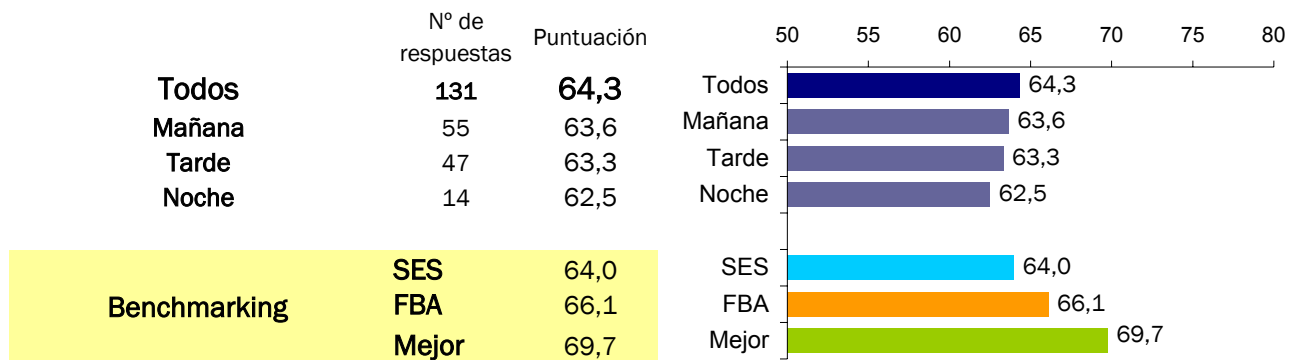 Nº de respuestas Puntuación
Todos 131 64,3
Mañana 55 63,6
Tarde 47 63,3
Noche 14 62,5
Benchmarking
SES 64,0
FBA 66,1
Mejor 69,7
50 55 60 65 70 75 80
Todos 64,3
Mañana 63,6
Tarde 63,3
Noche 62,5
SES 64,0
FBA 66,1
Mejor 69,7